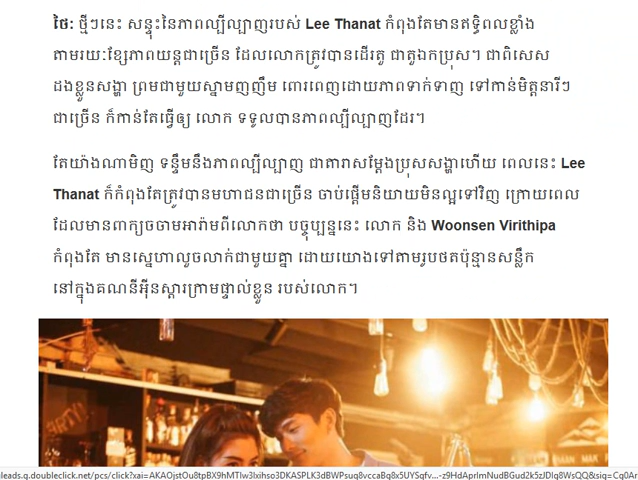 ថៃ: ថ្មីៗនេះ សន្ទុះនៃភាពល្បីល្បាញរបស់ Lee Thanat កំពុងតែមានឥទ្ធិពលខ្លាំង
តាមរយៈខ្សែភាពយន្តជាច្រើន ដែលលោកត្រូវបានដើរតួ ជាតួឯកប្រុស។ ជាពិសេស
ដងខ្លួនសង្ហា ព្រមជាមួយស្នាមញញឹម ពោរពេញដោយភាពទាក់ទាញ ទៅកាន់មិត្តនារីៗ
ជាច្រើន ក៏កាន់តែធ្វើឲ្យ លោក ទទួលបានភាពល្បីល្បាញដែរ។
តែយ៉ាងណាមិញ ទន្ទឹមនឹងភាពល្បីល្បាញ ជាតារាសម្ដែងប្រុសសង្ហាហើយ ពេលនេះ Lee
Thanat ក៏កំពុងតែត្រូវបានមហាជនជាច្រើន ចាប់ផ្ដើមនិយាយមិនល្អទៅវិញ ក្រោយពេល
ដែលមានពាក្យចចាមអារ៉ាមពីលោកថា បច្ចុប្បន្ននេះ លោក និង Woonsen Virithipa
កំពុងតែ មានស្នេហាលួចលាក់ជាមួយគ្នា ដោយយោងទៅតាមរូបថតប៉ុន្មានសន្លឹក
នៅក្នុងគណនីអ៊ីនស្តារក្រាមផ្ទាល់ខ្លួន របស់លោក។